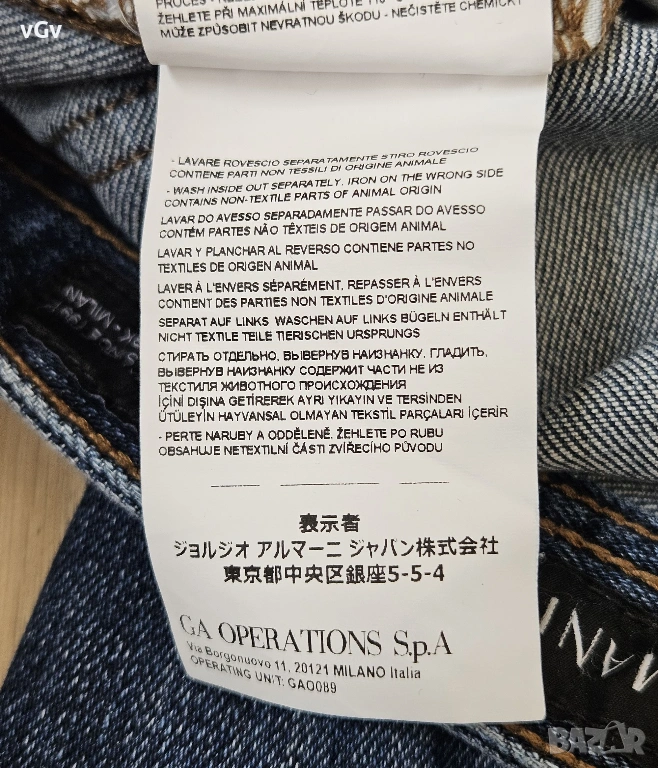 vGv
MŮŽE ZPŮSOBIT NEVRATNOU ŠKODU - NEČISTĚTE CHEMICKY
ŽEHLETE PŘI MAXIMÁLNÍ TEPLOTE 110
- LAVARE ROVESCIO SEPARATAMENTE STIRO ROVESCIO
CONTIENE PARTI NON TESSILI DI ORIGINE ANIMALE
- WASH INSIDE OUT SEPARATELY. IRON ON THE WRONG SIDE
CONTAINS NON-TEXTILE PARTS OF ANIMAL ORIGIN
LAVAR DO AVESSO SEPARADAMENTE PASSAR DO AVESSO
CONTÉM PARTES NÃO TÊXTEIS DE ORIGEM ANIMAL
LAVAR Y PLANCHAR AL REVERSO CONTIENE PARTES NO
TEXTILES DE ORIGEN ANIMAL
LAVER À L'ENVERS SÉPARÉMENT. REPASSER À L'ENVERS
CONTIENT DES PARTIES NON TEXTILES D'ORIGINE ANIMALE
SEPARAT AUF LINKS WASCHEN AUF LINKS BÜGELN ENTHÄLT
NICHT TEXTILE TEILE TIERISCHEN URSPRUNGS
СТИРАТЬ ОТДЕЛЬНО, ВЫВЕРНУВ НАИЗНАНКУ. ГЛАДИТЬ,
ВЫВЕРНУВ НАИЗНАНКУ СОДЕРЖИТ ЧАСТИ НЕ ИЗ
ТЕКСТИЛЯ ЖИВОТНОГО ПРОИСХОЖДЕНИЯ
İÇİNİ DIŞINA GETİREREK AYRI YIKAYIN VE TERSİNDEN
ÜTÜLEYİN HAYVANSAL OLMAYAN TEKSTİL PARÇALARI İÇERİR
- PERTE NARUBY A ODDĚLENĚ. ŽEHLETE PO RUBU
OBSAHUJE NETEXTILNÍ ČÁSTI ZVÍŘECÍHO PŮVODU
表示者
ジョルジオ アルマーニ ジャパン株式会社
東京都中央区銀座5-5-4
GA OPERATIONS S.p.A
Via Borgonuovo 11, 20121 MILANO Italia
OPERATING UNIT: GAO089
MILAN
MANI
BAZAR